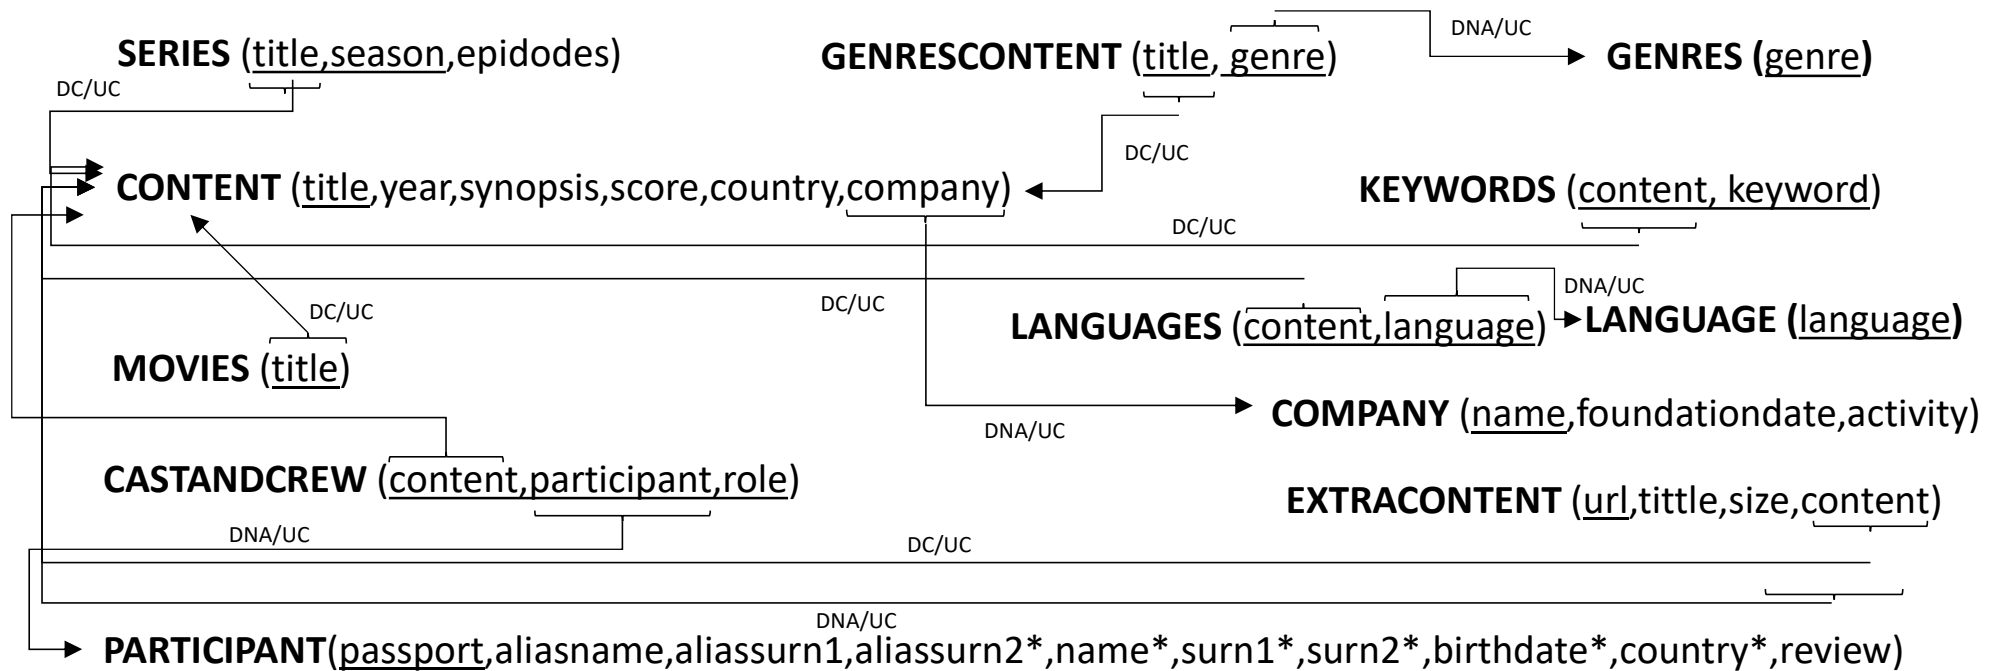 SERIES (title,season,epidodes)
GENRESCONTENT (title, genre)
DNA/UC
GENRES (genre)
DC/UC
DC/UC
CONTENT (title,year,synopsis,score,country,company)
KEYWORDS (content, keyword)
DC/UC
DC/UC
DC/UC
DNA/UC
LANGUAGES (content,language)
LANGUAGE (language)
MOVIES (title)
DNA/UC
COMPANY (name,foundationdate,activity)
CASTANDCREW (content,participant,role)
EXTRACONTENT (url,tittle,size,content)
DNA/UC
DC/UC
DNA/UC
PARTICIPANT(passport,aliasname,aliassurn1,aliassurn2*,name*,surn1*,surn2*,birthdate*,country*,review)